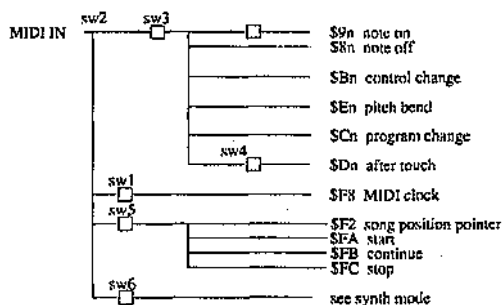 sw2
sw3
MIDI IN
$9n note on
$8n note off
$Bn control change
$En pitch bend
$Cn program change
sw4
$Dn after touch
sw1
$F8 MIDI clock
sw5
$F2 song position pointer
$FA start
$FB continue
$FC stop
sw6
see synth mode